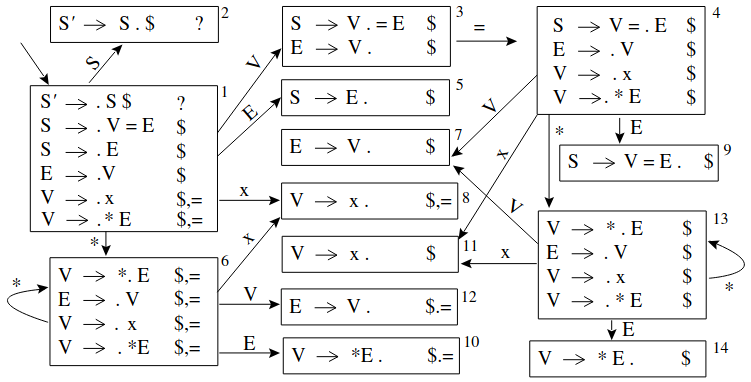 2
S′ → . S . $ ?
S
1
S′ → . S $ ?
S → . V = E $
S → . E $
E → . V $
V → . x $,=
V → . * E $,=
V
E
x
*
3
S → V . = E $
E → V . $
=
4
S → V = . E $
E → . V $
V → . x $
V → . * E $
5
S → E . $
7
E → V . $
V
x
*
E
9
S → V = E . $
8
V → x . $,=
11
V → x . $
x
V
x
6
V → *. E $,=
E → . V $,=
V → . x $,=
V → . *E $,=
*
V
E
12
E → V . $.=
10
V → *E . $.=
13
V → * . E $
E → . V $
V → . x $
V → . * E $
*
E
14
V → * E . $